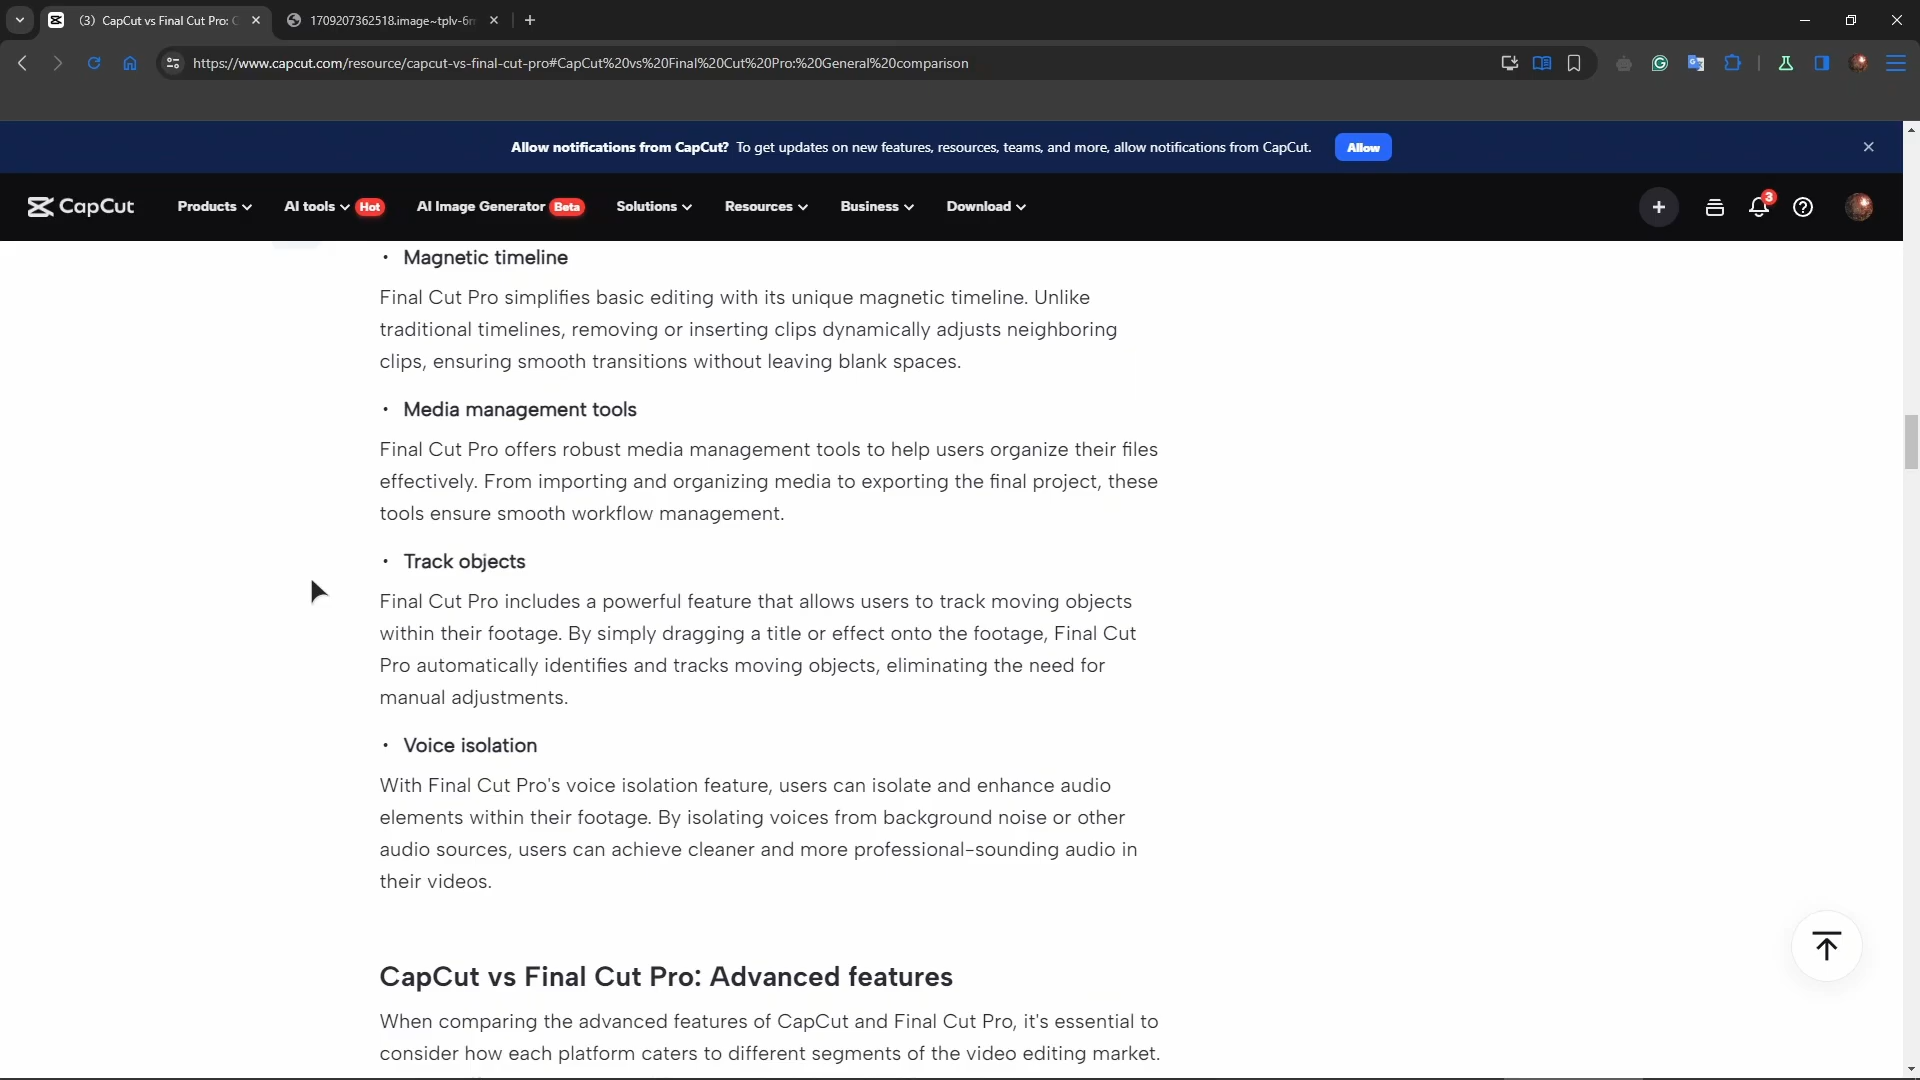 (3) CapCut vs Final Cut Pro:
1709207362518.image~tplv-6
https://www.capcut.com/resource/capcut-vs-final-cut-pro#CapCut%20vs%20Final%20Cut%20Pro:%20General%20comparison
Allow notifications from CapCut? To get updates on new features, resources, teams, and more, allow notifications from CapCut. Allow
CapCut Products AI tools Hot AI Image Generator Beta Solutions Resources Business Download 3
• Magnetic timeline
Final Cut Pro simplifies basic editing with its unique magnetic timeline. Unlike
traditional timelines, removing or inserting clips dynamically adjusts neighboring
clips, ensuring smooth transitions without leaving blank spaces.
• Media management tools
Final Cut Pro offers robust media management tools to help users organize their files
effectively. From importing and organizing media to exporting the final project, these
tools ensure smooth workflow management.
• Track objects
Final Cut Pro includes a powerful feature that allows users to track moving objects
within their footage. By simply dragging a title or effect onto the footage, Final Cut
Pro automatically identifies and tracks moving objects, eliminating the need for
manual adjustments.
• Voice isolation
With Final Cut Pro's voice isolation feature, users can isolate and enhance audio
elements within their footage. By isolating voices from background noise or other
audio sources, users can achieve cleaner and more professional-sounding audio in
their videos.
CapCut vs Final Cut Pro: Advanced features
When comparing the advanced features of CapCut and Final Cut Pro, it's essential to
consider how each platform caters to different segments of the video editing market.